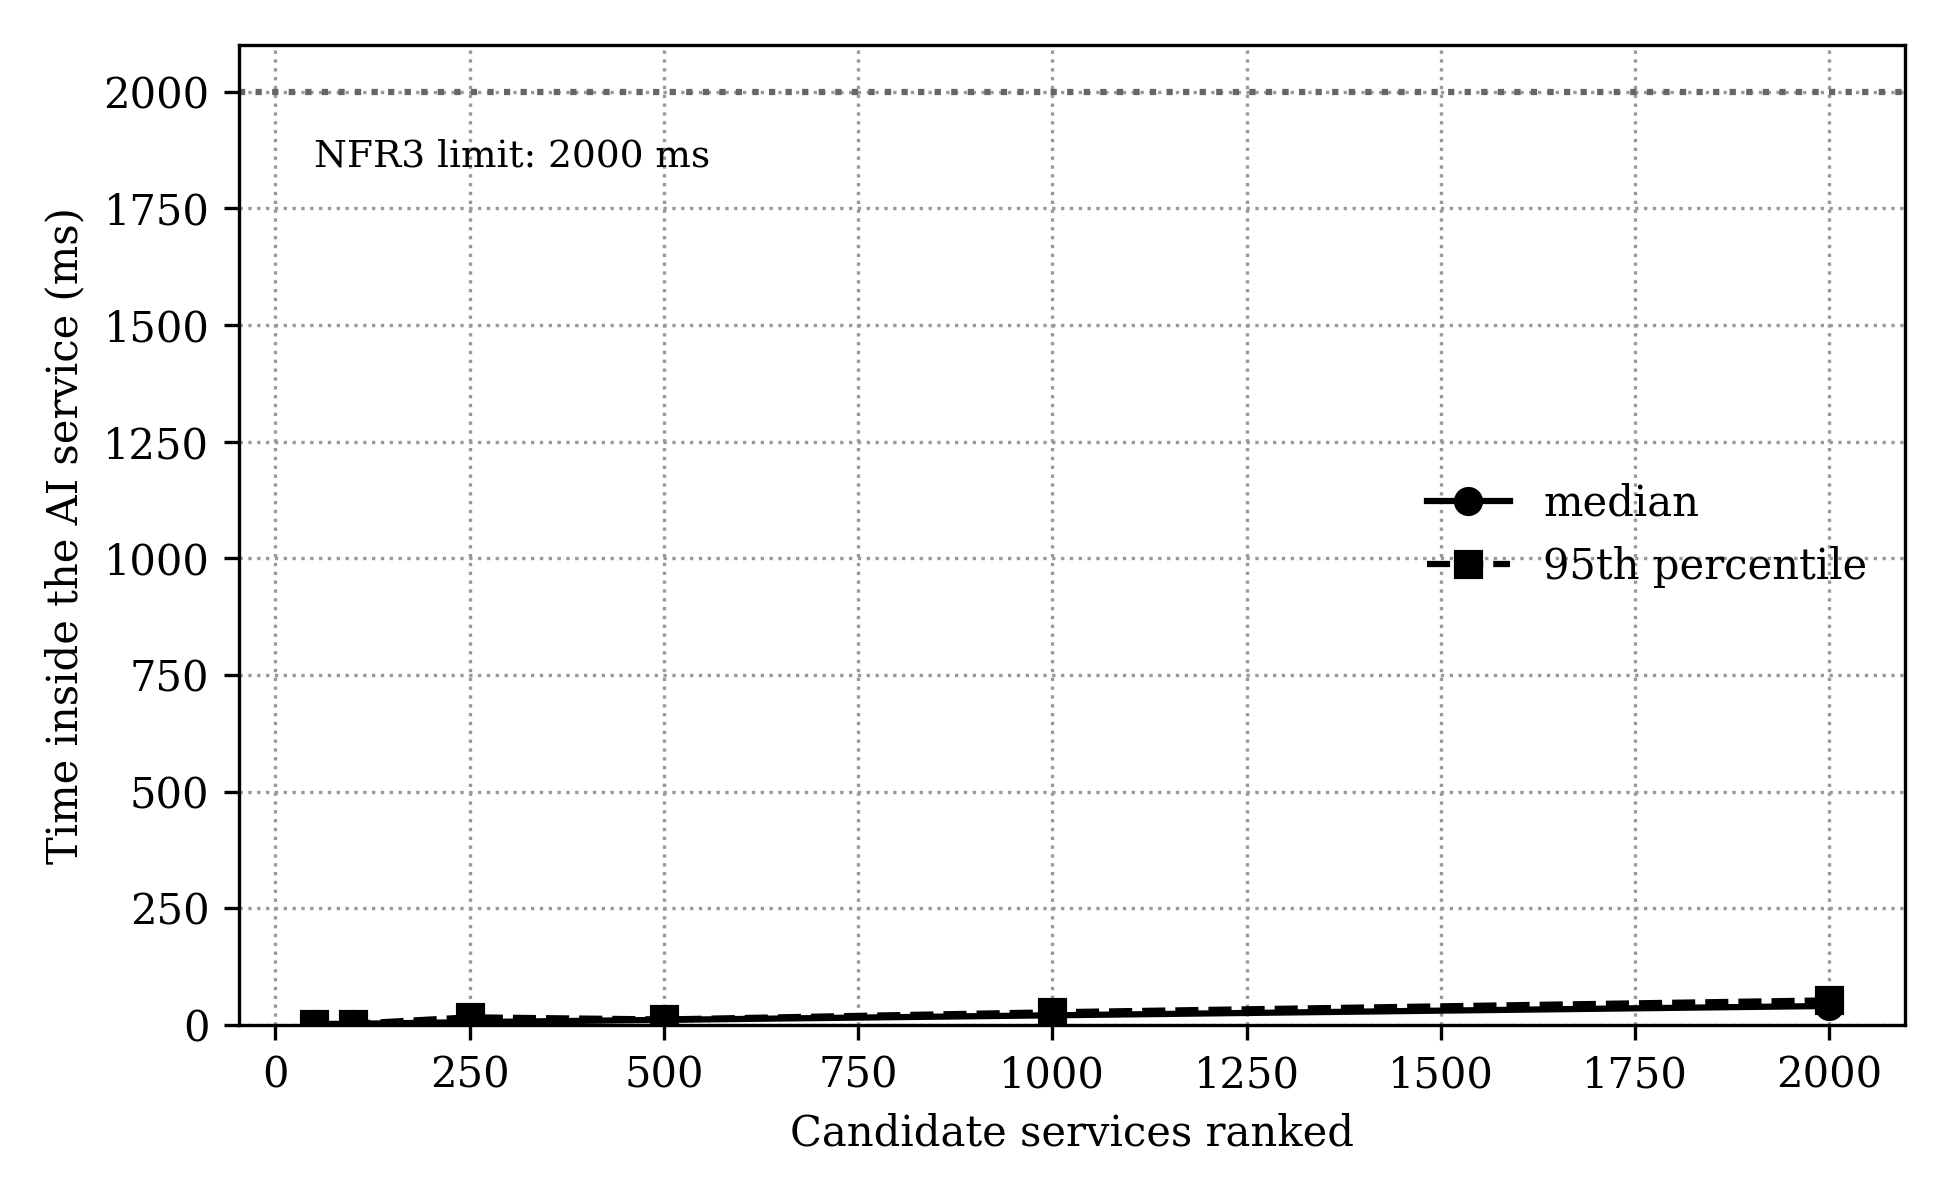 2000
NFR3 limit: 2000 ms
1750
1500
1250
1000
750
500
250
0
Time inside the AI service (ms)
median
95th percentile
0 250 500 750 1000 1250 1500 1750 2000
Candidate services ranked